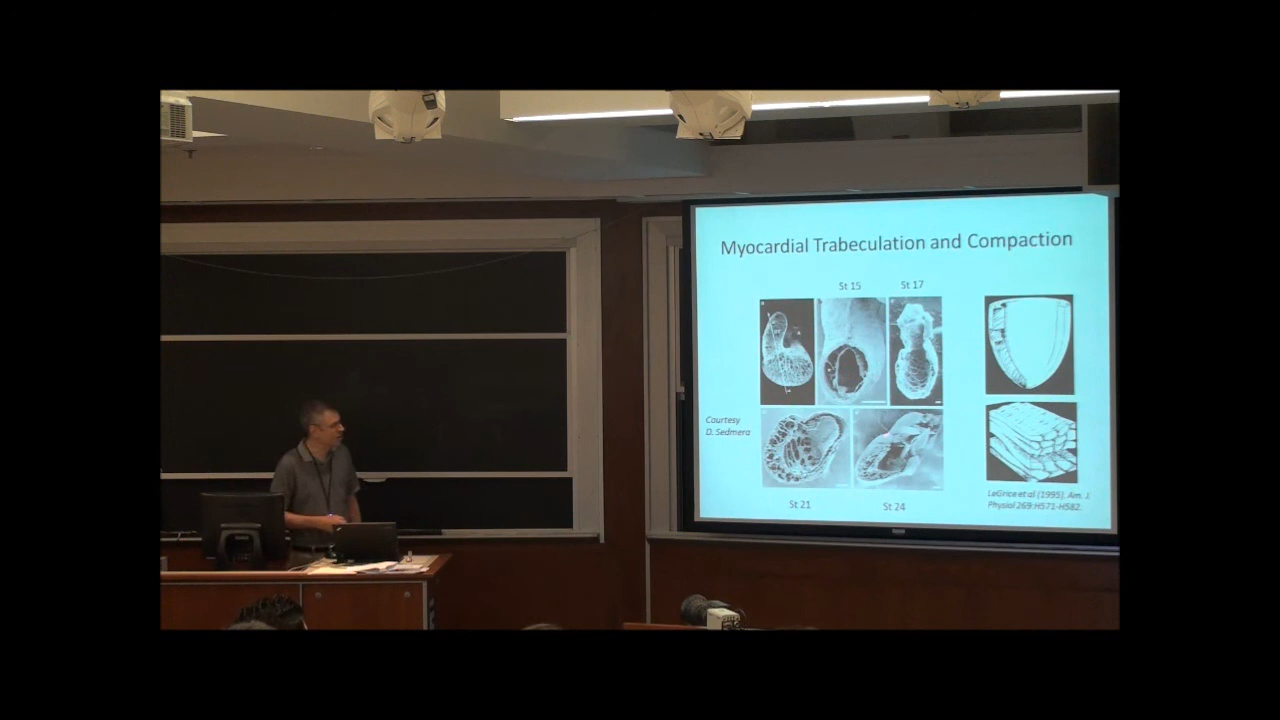 Myocardial Trabeculation and Compaction
St 15
St 17
Courtesy
D. Sedmera
St 21
St 24
LeGrice et al (1995). Am. J.
Physiol 269:H571-H582.